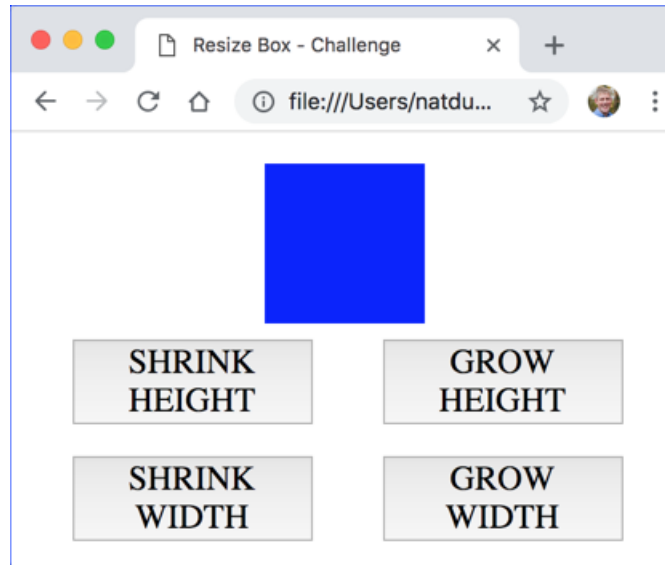 Resize Box - Challenge
file:///Users/natdu...
SHRINK
HEIGHT
GROW
HEIGHT
SHRINK
WIDTH
GROW
WIDTH